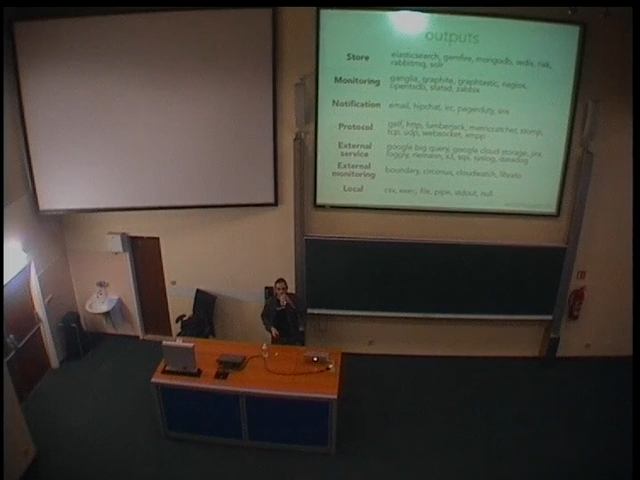 outputs
Store elasticsearch, gemfire, mongodb, redis, riak,
rabbitmq, solr
Monitoring ganglia, graphite, graphtastic, nagios,
opentsdb, statsd, zabbix
Notification email, hipchat, irc, pagerduty, sns
Protocol gelf, http, lumberjack, metriccatcher, stomp,
tcp, udp, websocket, xmpp
External service google big query, google cloud storage, jira,
loggly, riemann, s3, sqs, syslog, datadog
External monitoring boundary, circonus, cloudwatch, librato
Local csv, exec, file, pipe, stdout, null